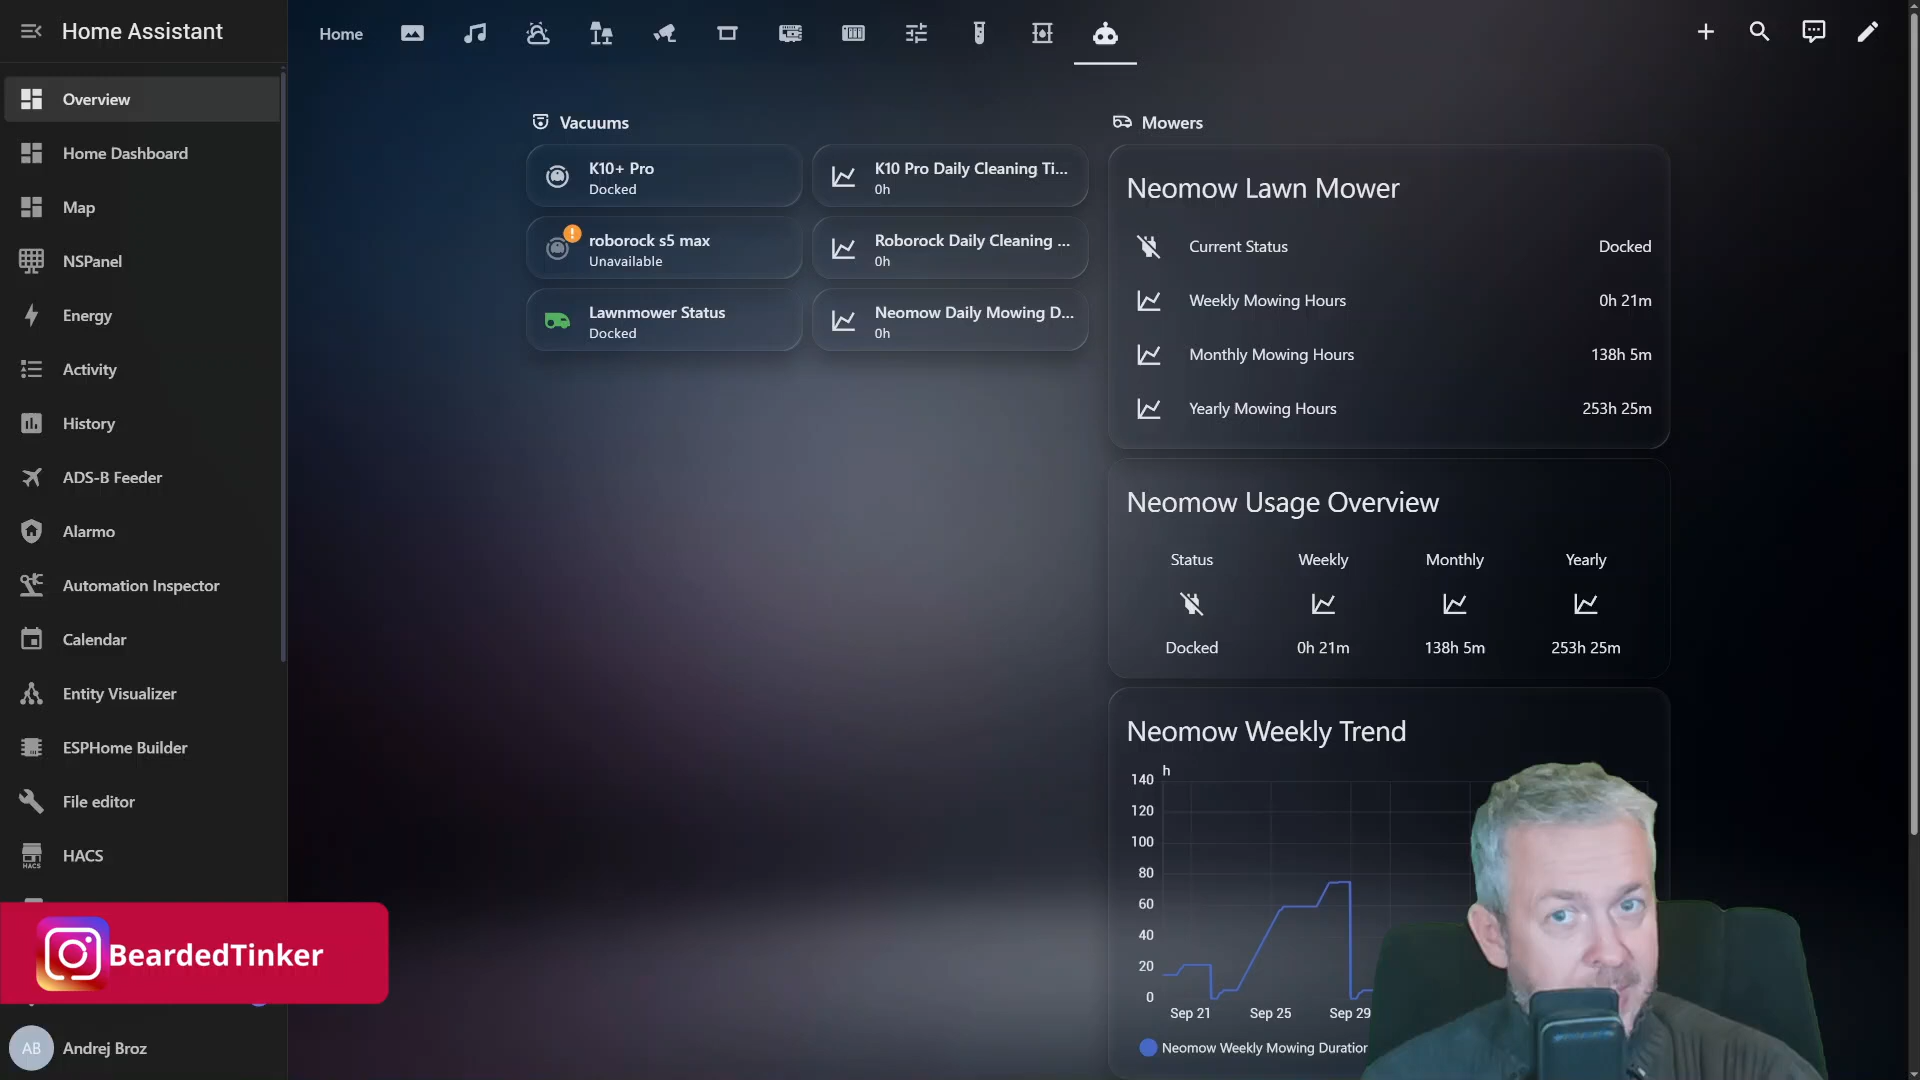 Home Assistant
Home
Overview
Home Dashboard
Map
NSPanel
Energy
Activity
History
ADS-B Feeder
Alarmo
Automation Inspector
Calendar
Entity Visualizer
ESPHome Builder
File editor
HACS
HACS
BeardedTinker
AB
Andrej Broz
Vacuums
K10+ Pro
Docked
K10 Pro Daily Cleaning Ti...
0h
roborock s5 max
Unavailable
Roborock Daily Cleaning ...
0h
Lawnmower Status
Docked
Neomow Daily Mowing D...
0h
Mowers
Neomow Lawn Mower
Current Status Docked
Weekly Mowing Hours 0h 21m
Monthly Mowing Hours 138h 5m
Yearly Mowing Hours 253h 25m
Neomow Usage Overview
Status Weekly Monthly Yearly
Docked 0h 21m 138h 5m 253h 25m
Neomow Weekly Trend
h
140
120
100
80
60
40
20
0
Sep 21 Sep 25 Sep 29
Neomow Weekly Mowing Duration